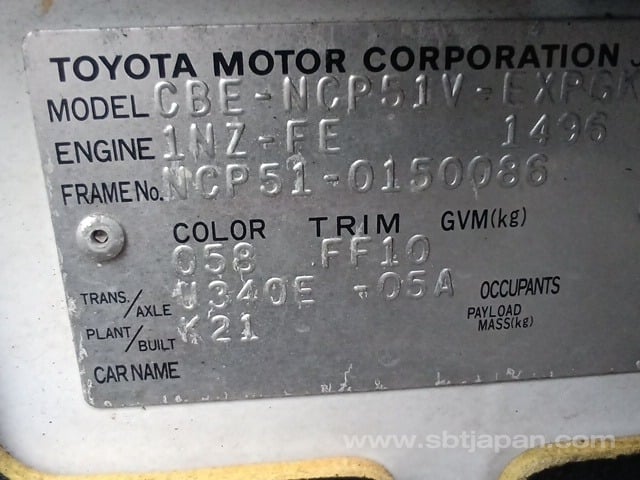 TOYOTA MOTOR CORPORATION J
MODEL CBE-NCP51V-EXPGK
ENGINE 1NZ-FE 1496
FRAME No. NCP51-0150086
COLOR TRIM GVM(kg)
058 FF10
TRANS./AXLE U340E -05A OCCUPANTS
PLANT/BUILT K21 PAYLOAD MASS(kg)
CAR NAME
www.sbtjapan.com